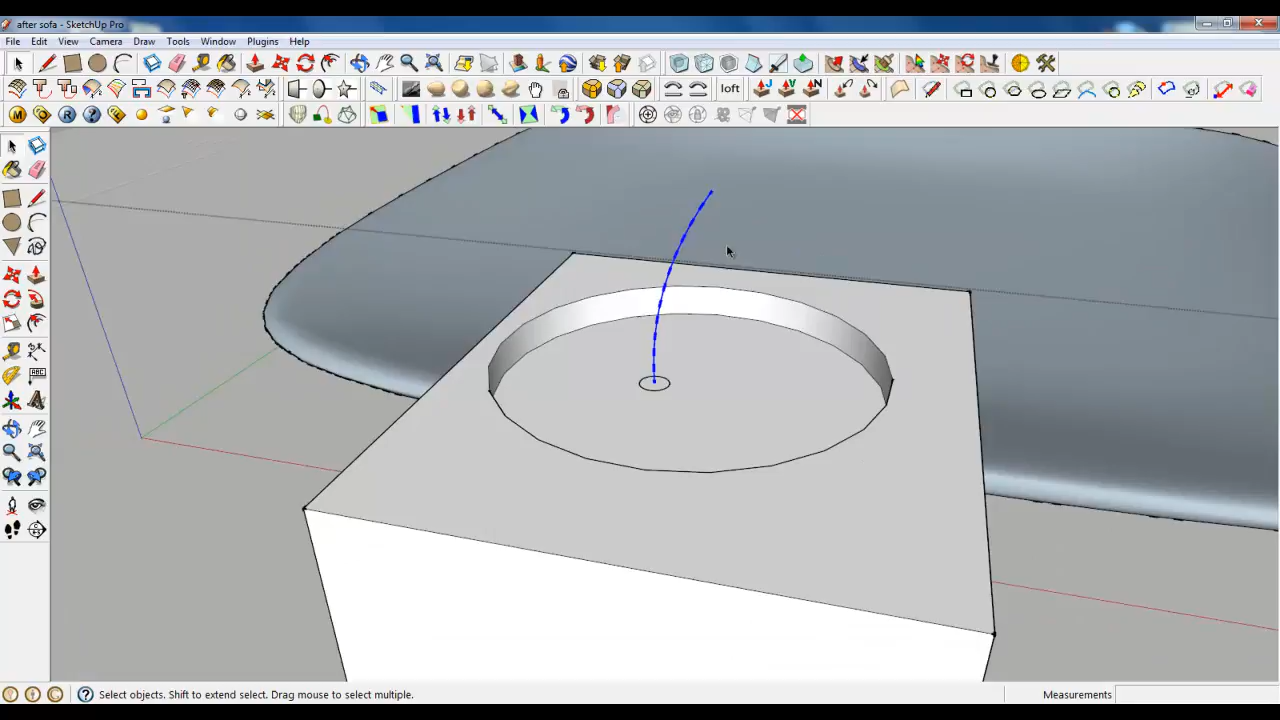 after sofa - SketchUp Pro
File Edit View Camera Draw Tools Window Plugins Help
loft
Select objects. Shift to extend select. Drag mouse to select multiple.
Measurements